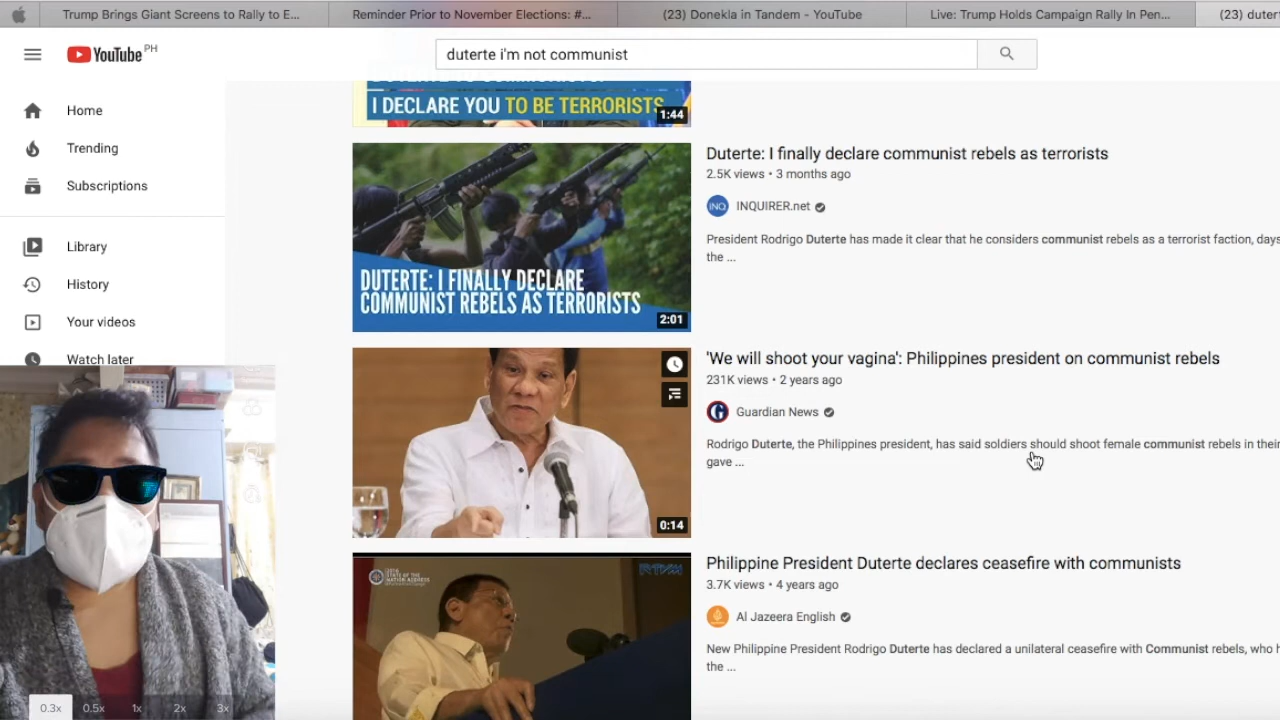 Trump Brings Giant Screens to Rally to E...
Reminder Prior to November Elections: #...
(23) Donekla in Tandem - YouTube
Live: Trump Holds Campaign Rally In Pen...
(23) duter
YouTube PH
duterte i'm not communist
Home
Trending
Subscriptions
Library
History
Your videos
Watch later
I DECLARE YOU TO BE TERRORISTS
1:44
DUTERTE: I FINALLY DECLARE
COMMUNIST REBELS AS TERRORISTS
2:01
Duterte: I finally declare communist rebels as terrorists
2.5K views • 3 months ago
INQ INQUIRER.net
President Rodrigo Duterte has made it clear that he considers communist rebels as a terrorist faction, days
the ...
0:14
'We will shoot your vagina': Philippines president on communist rebels
231K views • 2 years ago
G Guardian News
Rodrigo Duterte, the Philippines president, has said soldiers should shoot female communist rebels in their
gave ...
STATE OF THE
NATION ADDRESS
RTVM
Philippine President Duterte declares ceasefire with communists
3.7K views • 4 years ago
Al Jazeera English
New Philippine President Rodrigo Duterte has declared a unilateral ceasefire with Communist rebels, who h
the ...
0.3x 0.5x 1x 2x 3x